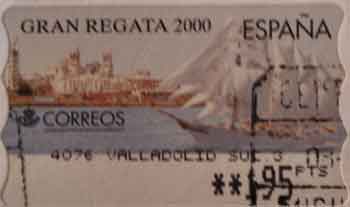 GRAN REGATA 2000 ESPAÑA
CORREOS
4076 VALLADOLID SUC.3
**195 PTS